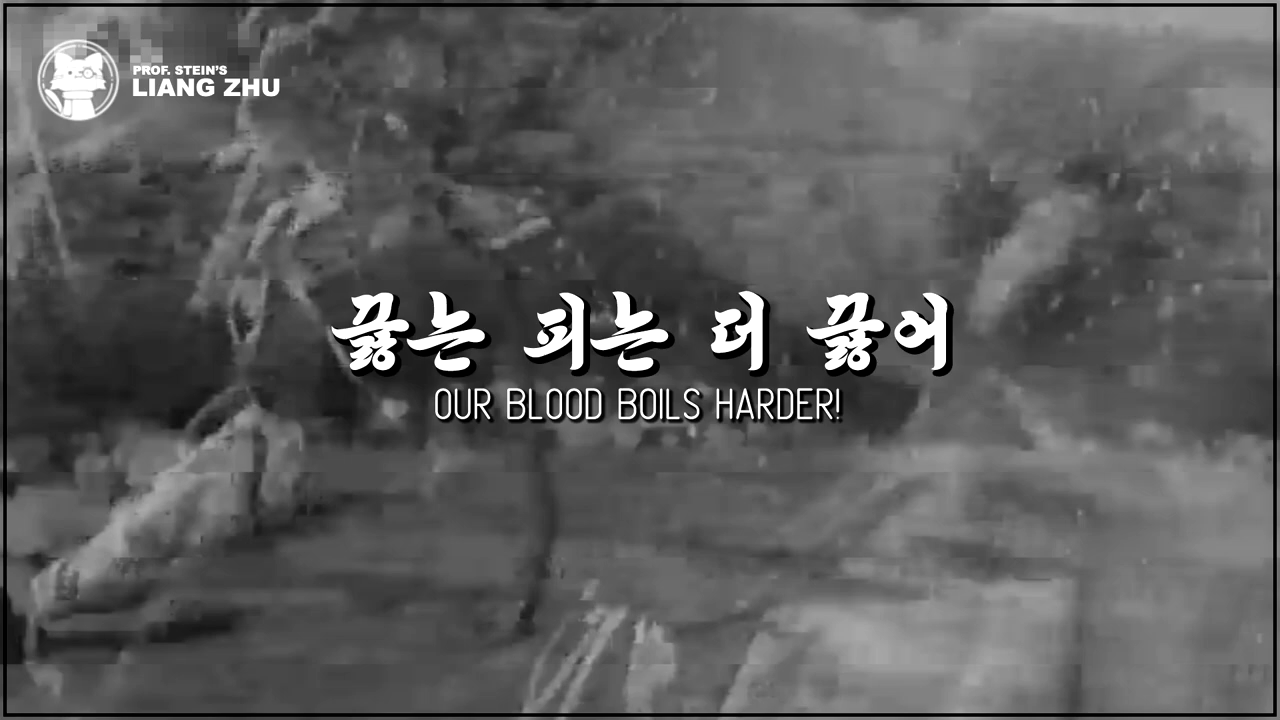 PROF. STEIN'S
LIANG ZHU
끓는 피는 더 끓어
OUR BLOOD BOILS HARDER!